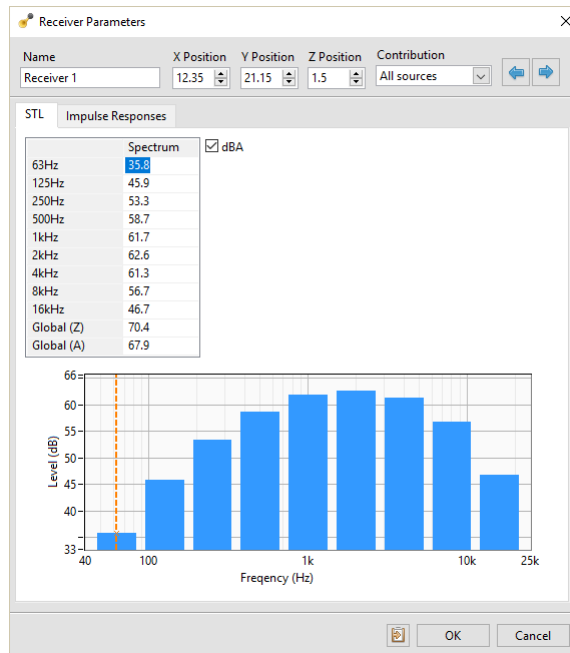 Receiver Parameters
Name X Position Y Position Z Position Contribution
Receiver 1 12.35 21.15 1.5 All sources
STL Impulse Responses
Spectrum dBA
63Hz 35.8
125Hz 45.9
250Hz 53.3
500Hz 58.7
1kHz 61.7
2kHz 62.6
4kHz 61.3
8kHz 56.7
16kHz 46.7
Global (Z) 70.4
Global (A) 67.9
66
60
55
50
45
40
33
Level (dB)
40 100 1k 10k 25k
Freqency (Hz)
OK Cancel